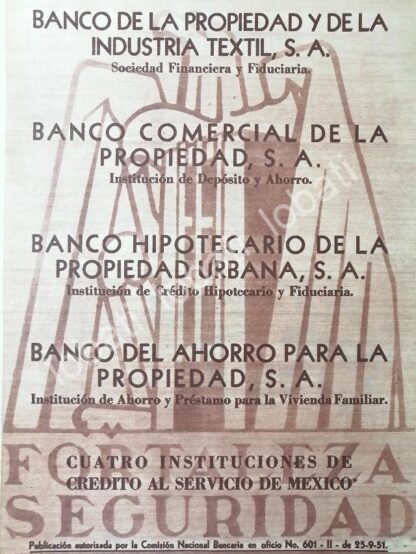 BANCO DE LA PROPIEDAD Y DE LA
INDUSTRIA TEXTIL, S. A.
Sociedad Financiera y Fiduciaria.
BANCO COMERCIAL DE LA
PROPIEDAD, S. A.
Institución de Depósito y Ahorro.
BANCO HIPOTECARIO DE LA
PROPIEDAD URBANA, S. A.
Institución de Crédito Hipotecario y Fiduciaria.
BANCO DEL AHORRO PARA LA
PROPIEDAD, S. A.
Institución de Ahorro y Préstamo para la Vivienda Familiar.
FORTALEZA
CUATRO INSTITUCIONES DE
CREDITO AL SERVICIO DE MEXICO
SEGURIDAD
Publicación autorizada por la Comisión Nacional Bancaria en oficio No. 601 - II - de 25-9-51.